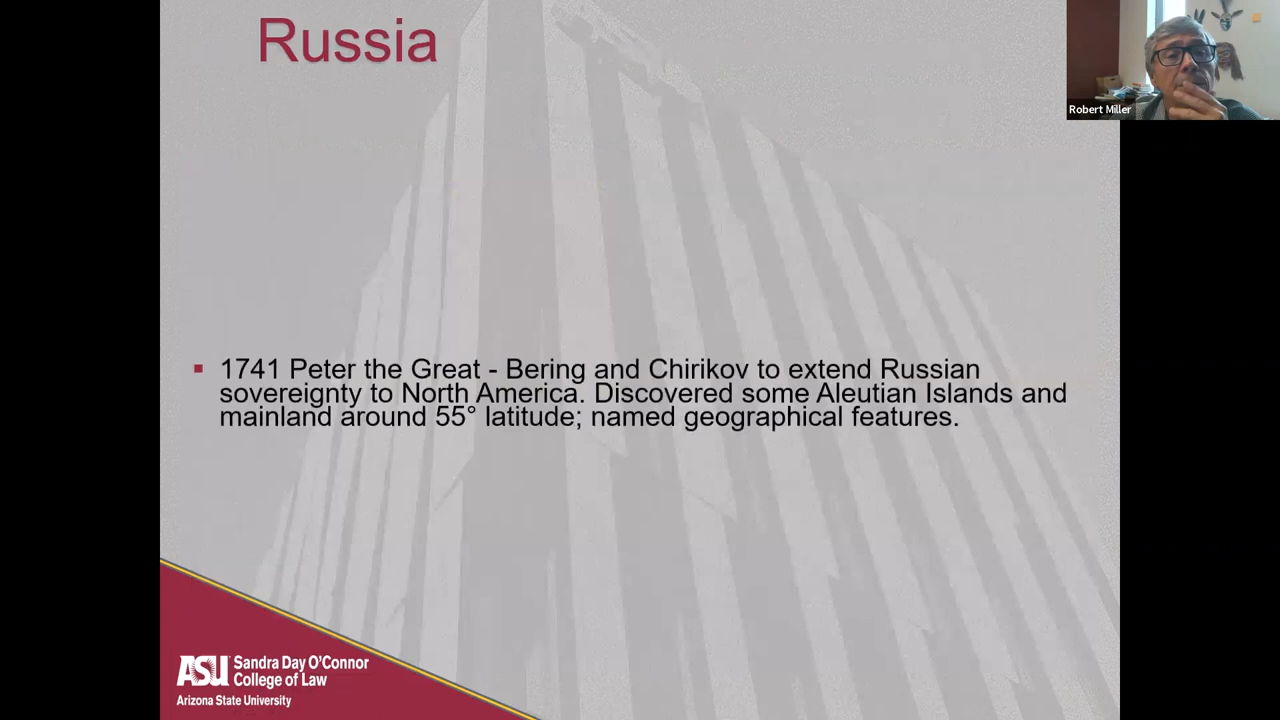 Russia
Robert Miller
▪ 1741 Peter the Great - Bering and Chirikov to extend Russian
sovereignty to North America. Discovered some Aleutian Islands and
mainland around 55° latitude; named geographical features.
ASU Sandra Day O'Connor
College of Law
Arizona State University